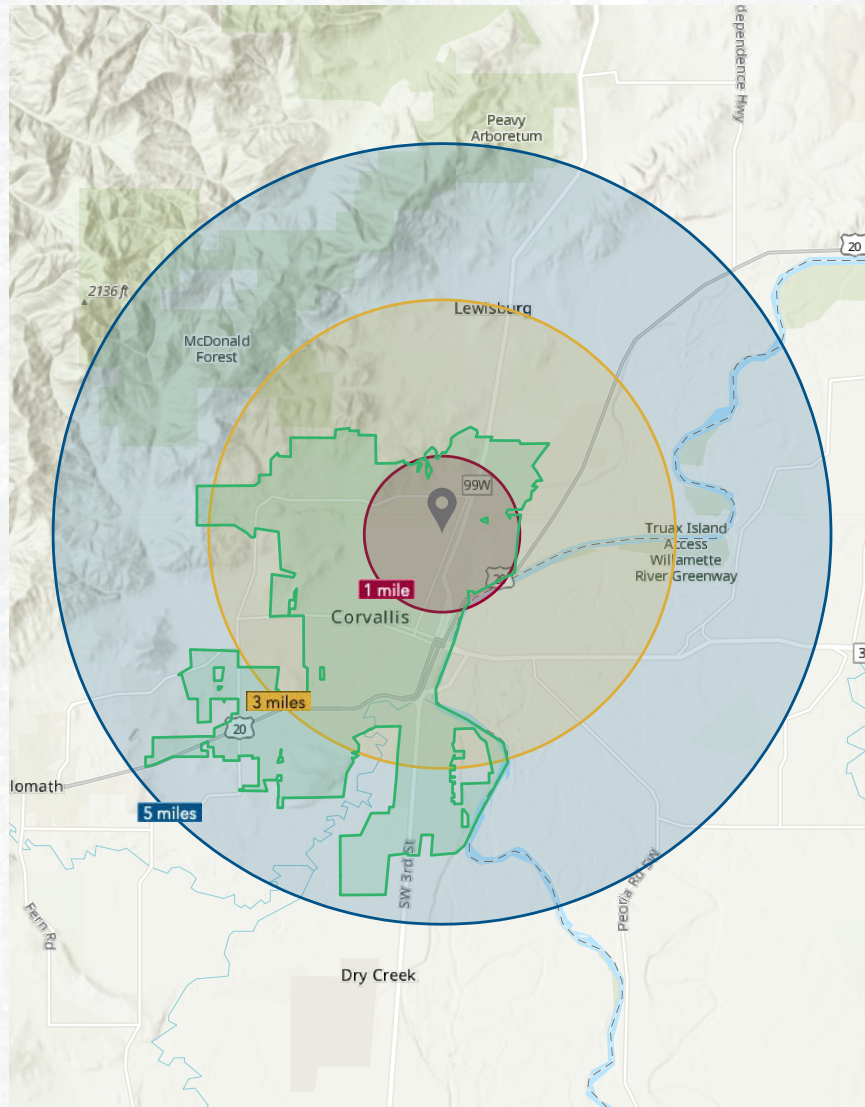 dependence Hwy
Peavy
Arboretum
20
2136 ft
Lewisburg
McDonald
Forest
99W
Truax Island
Access
Willamette
River Greenway
20
1 mile
Corvallis
3
3 miles
20
lomath
5 miles
SW 3rd St
Peoria Rd SW
Fern Rd
Dry Creek